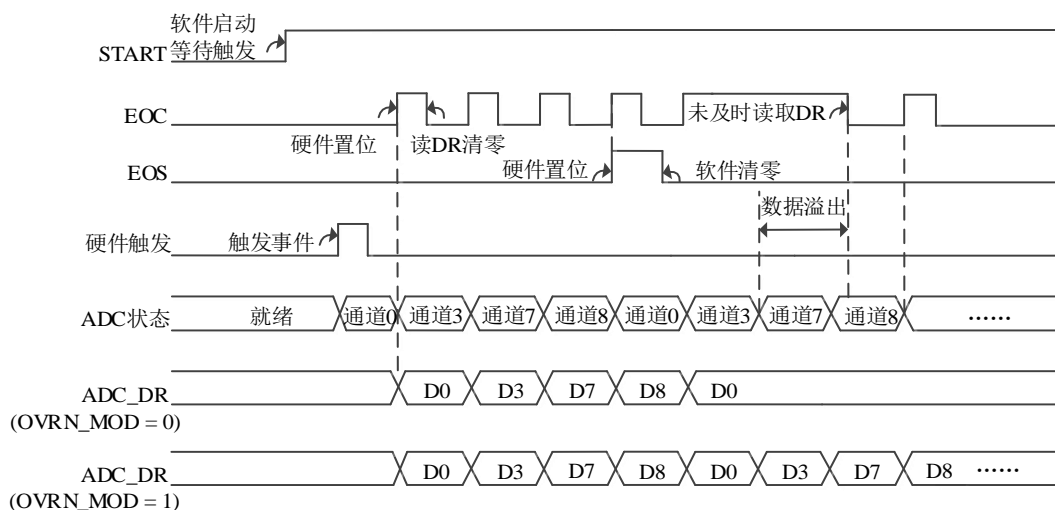 软件启动
START 等待触发
EOC 未及时读取DR
硬件置位 读DR清零
EOS 硬件置位 软件清零
数据溢出
硬件触发 触发事件
ADC状态 就绪 通道0 通道3 通道7 通道8 通道0 通道3 通道7 通道8 ……
ADC_DR D0 D3 D7 D8 D0
(OVRN_MOD = 0)
ADC_DR D0 D3 D7 D8 D0 D3 D7 D8 ……
(OVRN_MOD = 1)